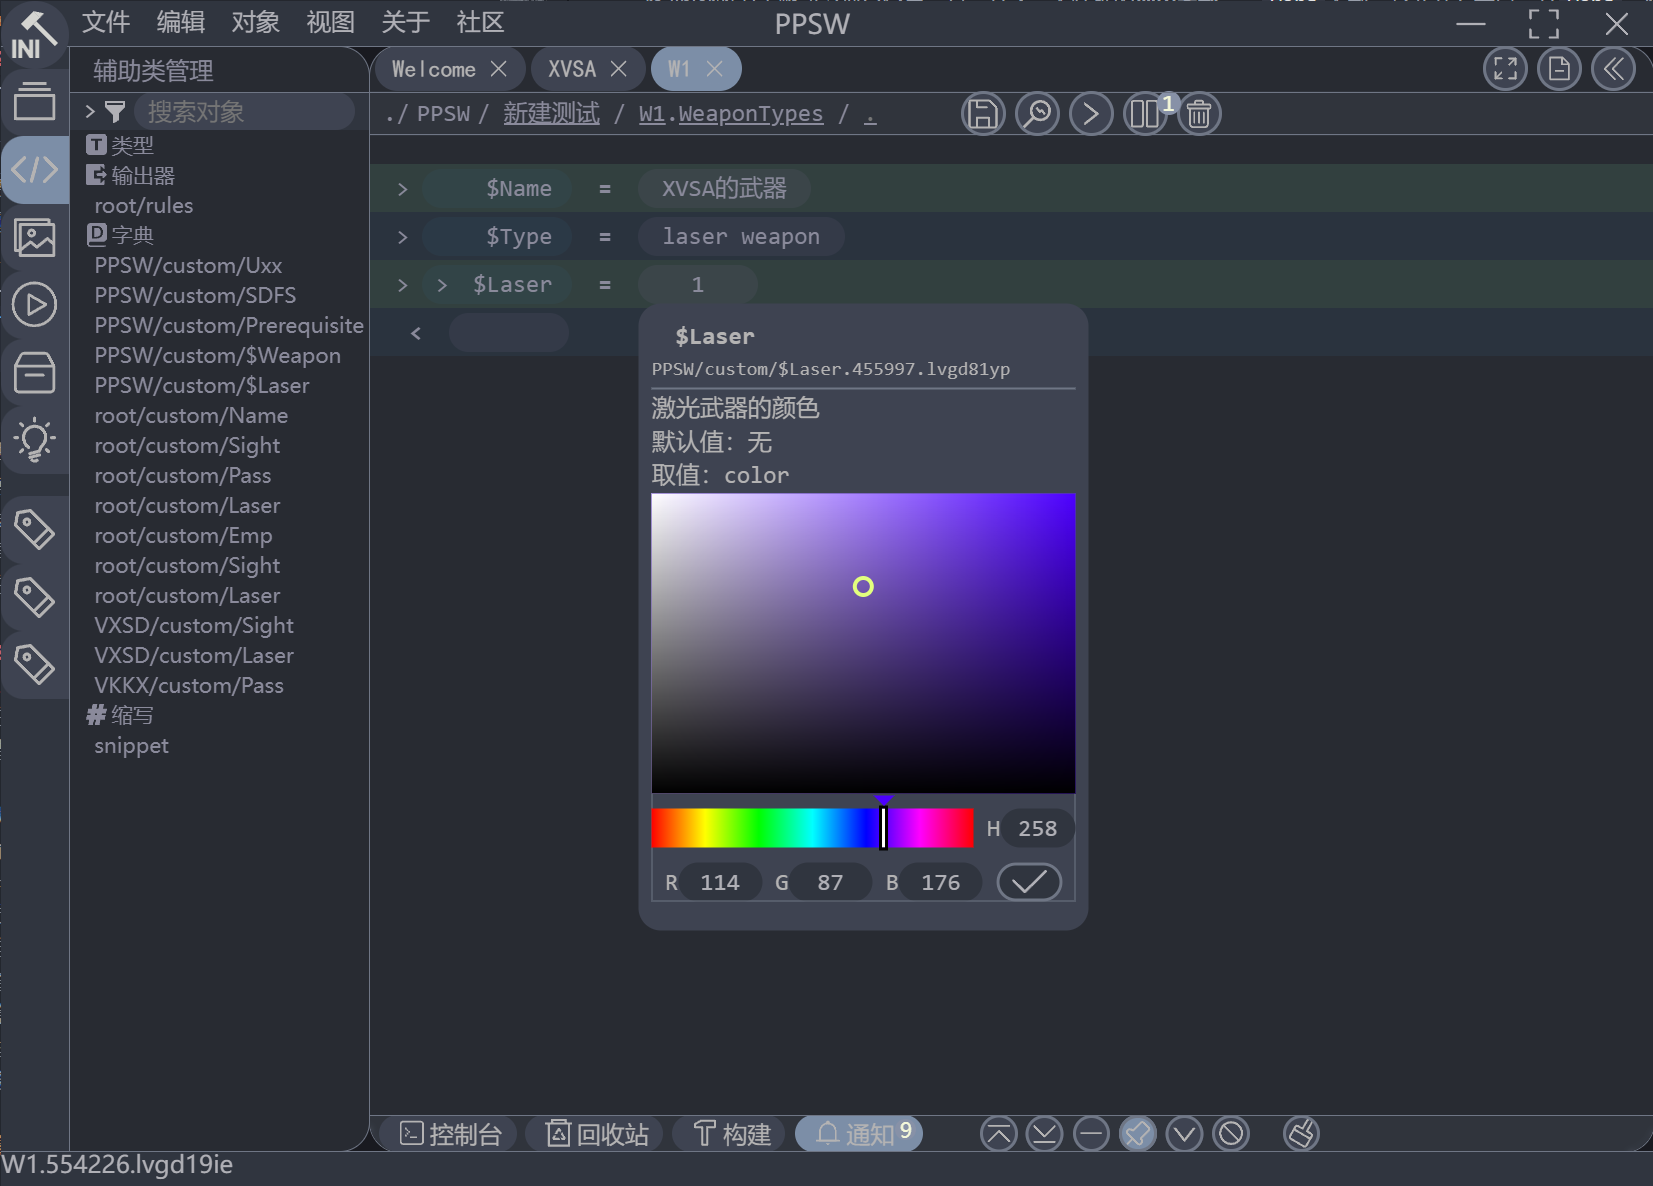 INI
文件 编辑 对象 视图 关于 社区
PPSW
辅助类管理
Welcome
XVSA
W1
搜索对象
./ PPSW / 新建测试 / W1.WeaponTypes / .
1
T 类型
输出器
root/rules
D 字典
PPSW/custom/Uxx
PPSW/custom/SDFS
PPSW/custom/Prerequisite
PPSW/custom/$Weapon
PPSW/custom/$Laser
root/custom/Name
root/custom/Sight
root/custom/Pass
root/custom/Laser
root/custom/Emp
root/custom/Sight
root/custom/Laser
VXSD/custom/Sight
VXSD/custom/Laser
VKKX/custom/Pass
# 缩写
snippet
$Name = XVSA的武器
$Type = laser weapon
$Laser = 1
$Laser
PPSW/custom/$Laser.455997.lvgd81yp
激光武器的颜色
默认值：无
取值：color
H 258
R 114 G 87 B 176
控制台
回收站
构建
通知 9
W1.554226.lvgd19ie